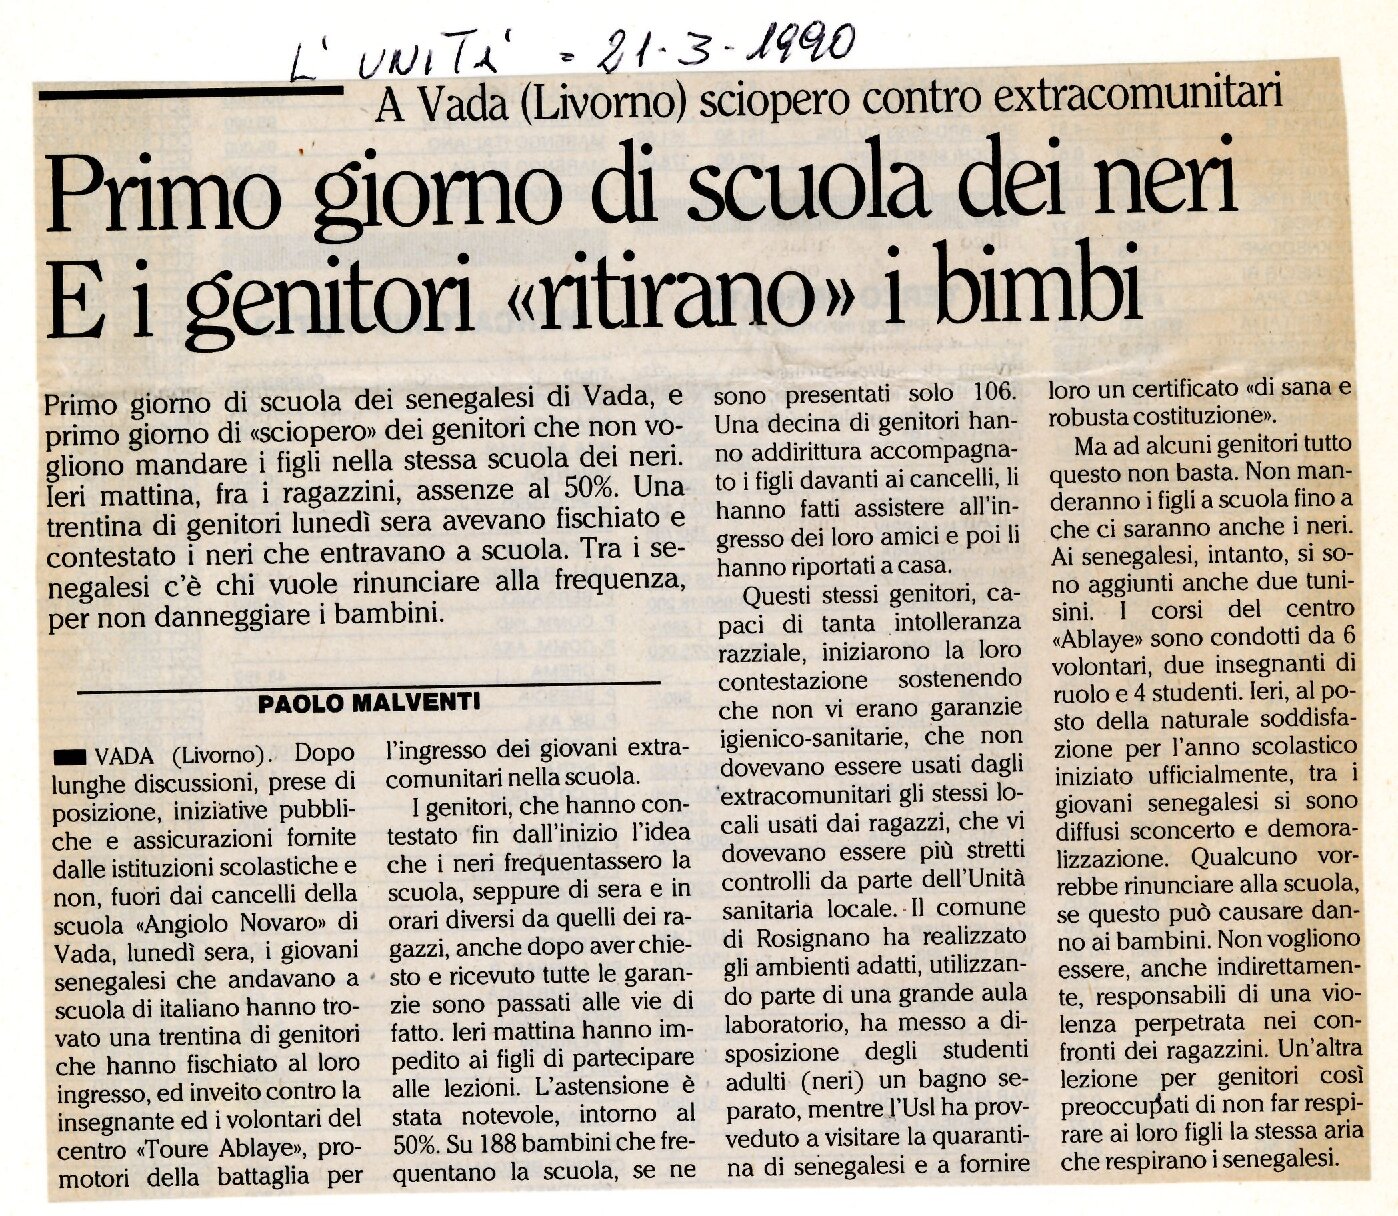 L' UNITA' = 21-3-1990
A Vada (Livorno) sciopero contro extracomunitari
Primo giorno di scuola dei neri
E i genitori «ritirano» i bimbi
Primo giorno di scuola dei senegalesi di Vada, e
primo giorno di «sciopero» dei genitori che non vo-
gliono mandare i figli nella stessa scuola dei neri.
Ieri mattina, fra i ragazzini, assenze al 50%. Una
trentina di genitori lunedì sera avevano fischiato e
contestato i neri che entravano a scuola. Tra i se-
negalesi c'è chi vuole rinunciare alla frequenza,
per non danneggiare i bambini.
PAOLO MALVENTI
VADA (Livorno). Dopo
lunghe discussioni, prese di
posizione, iniziative pubbli-
che e assicurazioni fornite
dalle istituzioni scolastiche e
non, fuori dai cancelli della
scuola «Angiolo Novaro» di
Vada, lunedì sera, i giovani
senegalesi che andavano a
scuola di italiano hanno tro-
vato una trentina di genitori
che hanno fischiato al loro
ingresso, ed inveito contro la
insegnante ed i volontari del
centro «Toure Ablaye», pro-
motori della battaglia per
l'ingresso dei giovani extra-
comunitari nella scuola.
I genitori, che hanno con-
testato fin dall'inizio l'idea
che i neri frequentassero la
scuola, seppure di sera e in
orari diversi da quelli dei ra-
gazzi, anche dopo aver chie-
sto e ricevuto tutte le garan-
zie sono passati alle vie di
fatto. Ieri mattina hanno im-
pedito ai figli di partecipare
alle lezioni. L'astensione è
stata notevole, intorno al
50%. Su 188 bambini che fre-
quentano la scuola, se ne
sono presentati solo 106.
Una decina di genitori han-
no addirittura accompagna-
to i figli davanti ai cancelli, li
hanno fatti assistere all'in-
gresso dei loro amici e poi li
hanno riportati a casa.
Questi stessi genitori, ca-
paci di tanta intolleranza
razziale, iniziarono la loro
contestazione sostenendo
che non vi erano garanzie
igienico-sanitarie, che non
dovevano essere usati dagli
extracomunitari gli stessi lo-
cali usati dai ragazzi, che vi
dovevano essere più stretti
controlli da parte dell'Unità
sanitaria locale. Il comune
di Rosignano ha realizzato
gli ambienti adatti, utilizzan-
do parte di una grande aula
laboratorio, ha messo a di-
sposizione degli studenti
adulti (neri) un bagno se-
parato, mentre l'Usl ha prov-
veduto a visitare la quaranti-
na di senegalesi e a fornire
loro un certificato «di sana e
robusta costituzione».
Ma ad alcuni genitori tutto
questo non basta. Non man-
deranno i figli a scuola fino a
che ci saranno anche i neri.
Ai senegalesi, intanto, si so-
no aggiunti anche due tuni-
sini. I corsi del centro
«Ablaye» sono condotti da 6
volontari, due insegnanti di
ruolo e 4 studenti. Ieri, al po-
sto della naturale soddisfa-
zione per l'anno scolastico
iniziato ufficialmente, tra i
giovani senegalesi si sono
diffusi sconcerto e demora-
lizzazione. Qualcuno vor-
rebbe rinunciare alla scuola,
se questo può causare dan-
no ai bambini. Non vogliono
essere, anche indirettamen-
te, responsabili di una vio-
lenza perpetrata nei con-
fronti dei ragazzini. Un'altra
lezione per genitori così
preoccupati di non far respi-
rare ai loro figli la stessa aria
che respirano i senegalesi.